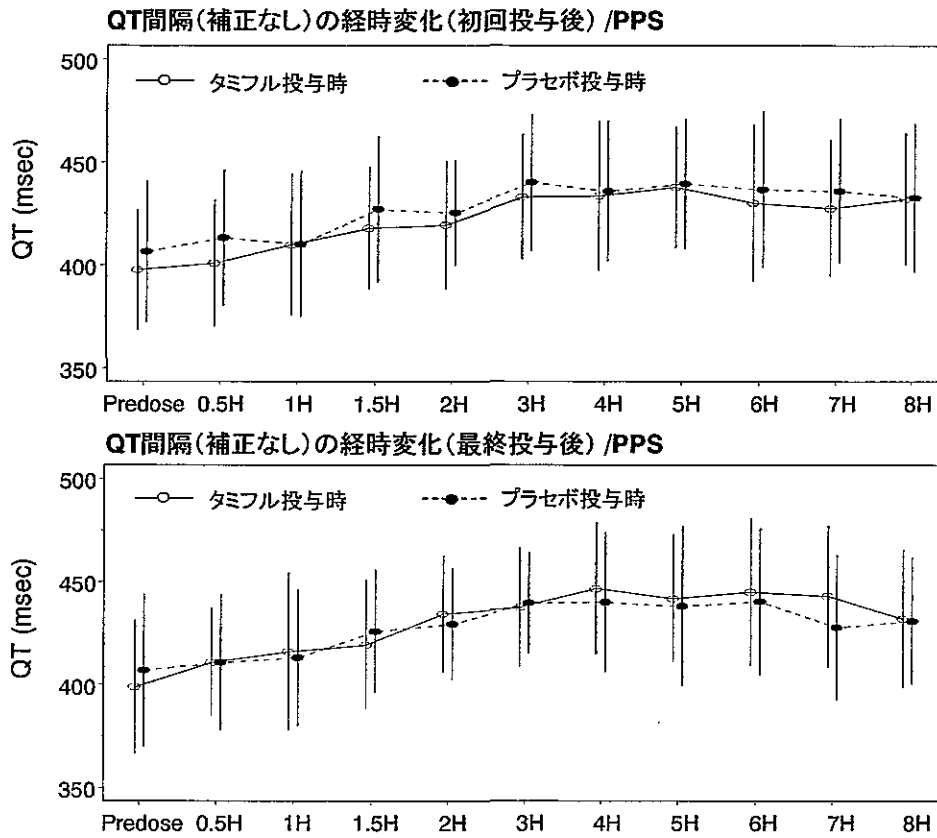 QT間隔(補正なし)の経時変化(初回投与後) /PPS
500
タミフル投与時 プラセボ投与時
450
QT (msec)
400
350
Predose 0.5H 1H 1.5H 2H 3H 4H 5H 6H 7H 8H
QT間隔(補正なし)の経時変化(最終投与後) /PPS
500
タミフル投与時 プラセボ投与時
450
QT (msec)
400
350
Predose 0.5H 1H 1.5H 2H 3H 4H 5H 6H 7H 8H